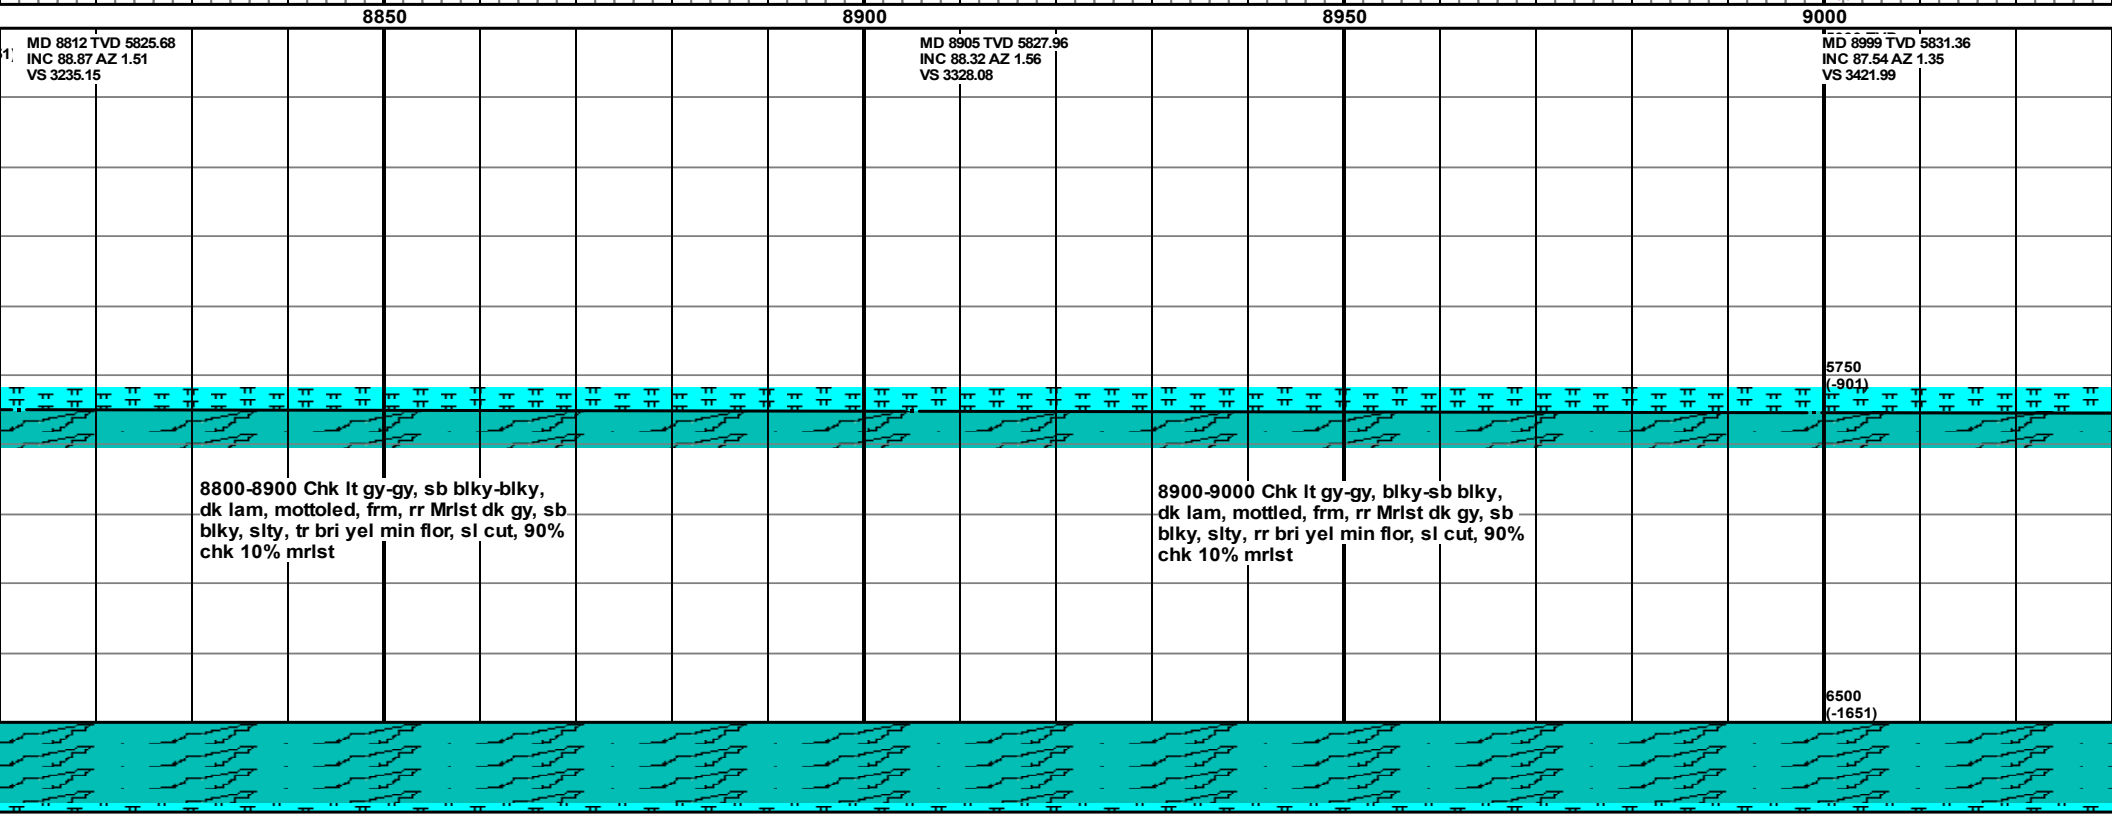 8850 8900 8950 9000
MD 8812 TVD 5825.68
INC 88.87 AZ 1.51
VS 3235.15
MD 8905 TVD 5827.96
INC 88.32 AZ 1.56
VS 3328.08
MD 8999 TVD 5831.36
INC 87.54 AZ 1.35
VS 3421.99
5750
(-901)
8800-8900 Chk lt gy-gy, sb blky-blky,
dk lam, mottoled, frm, rr Mrlst dk gy, sb
blky, slty, tr bri yel min flor, sl cut, 90%
chk 10% mrlst
8900-9000 Chk lt gy-gy, blky-sb blky,
dk lam, mottled, frm, rr Mrlst dk gy, sb
blky, slty, rr bri yel min flor, sl cut, 90%
chk 10% mrlst
6500
(-1651)